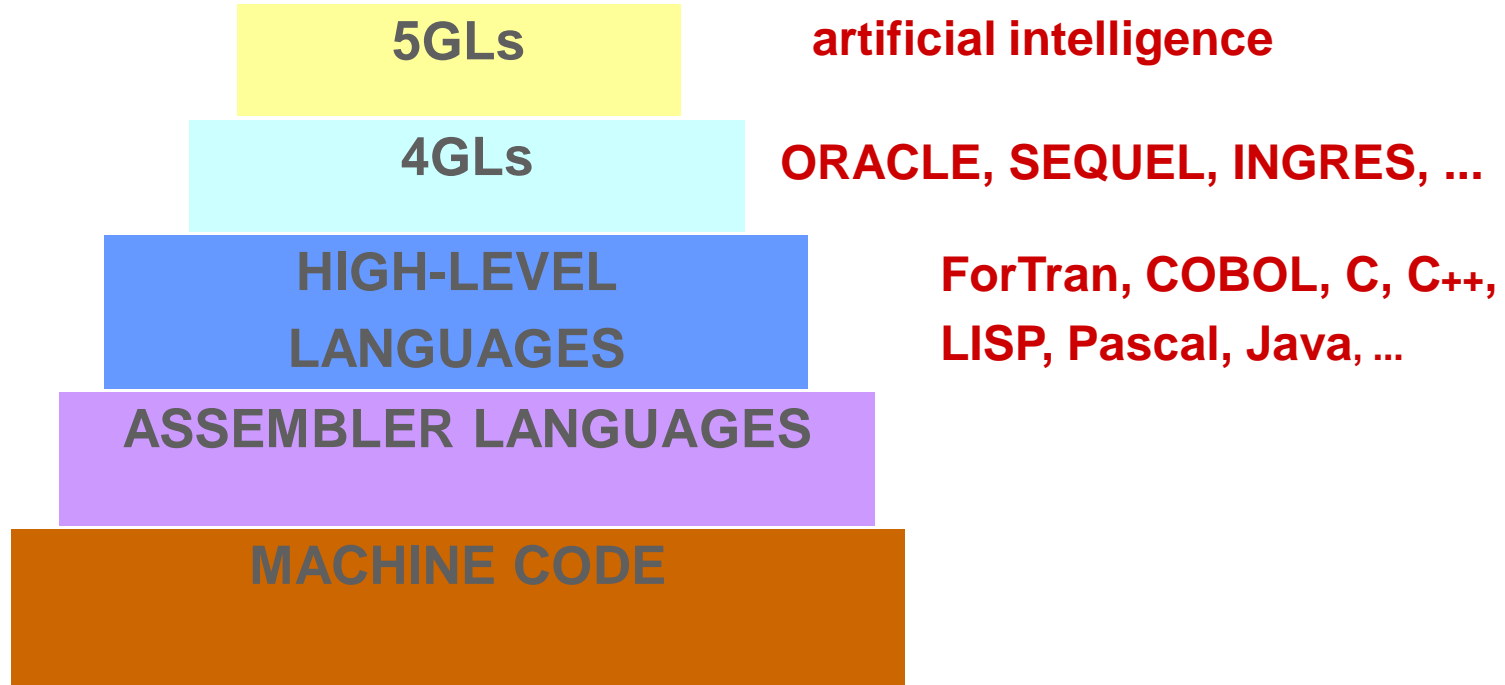 5GLs
artificial intelligence
4GLs
ORACLE, SEQUEL, INGRES, ...
HIGH-LEVEL
LANGUAGES
ForTran, COBOL, C, C++,
LISP, Pascal, Java, ...
ASSEMBLER LANGUAGES
MACHINE CODE